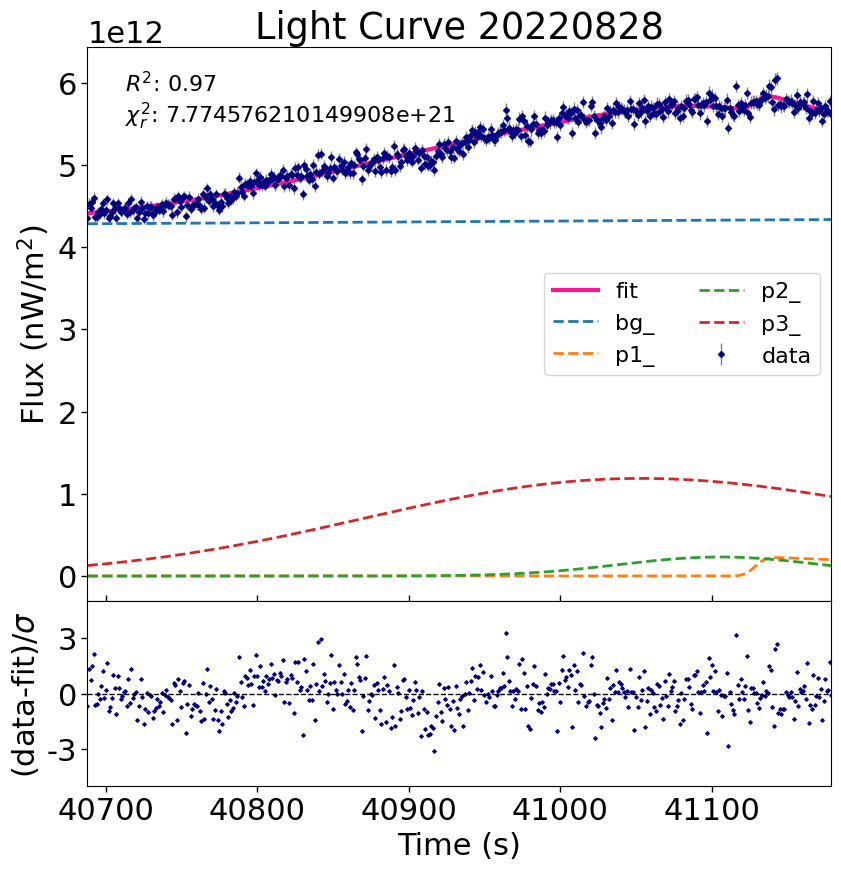 Light Curve 20220828
1e12
R²: 0.97
χ²ᵣ: 7.774576210149908e+21
6
5
4
3
2
1
0
Flux (nW/m²)
fit
bg_
p1_
p2_
p3_
data
3
0
-3
(data-fit)/σ
40700 40800 40900 41000 41100
Time (s)